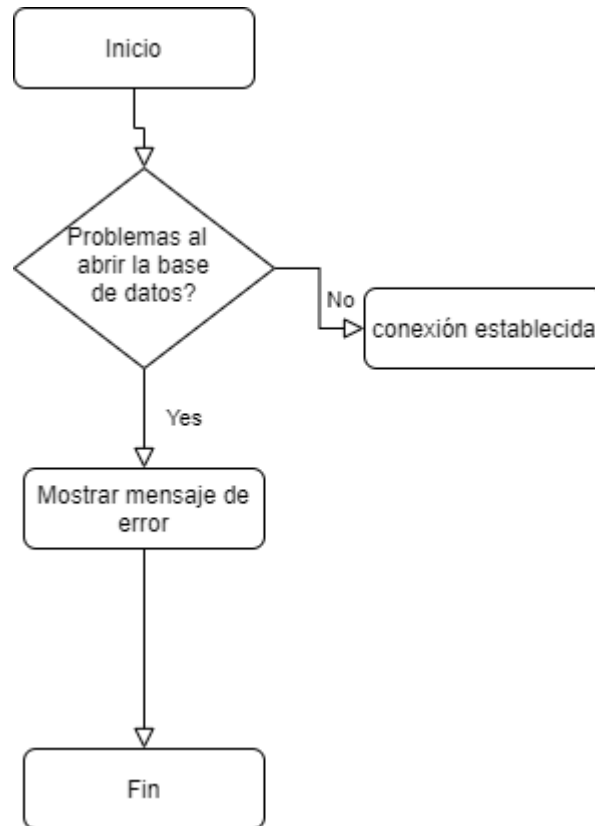 Inicio
Problemas al
abrir la base
de datos?
No
conexión establecida
Yes
Mostrar mensaje de
error
Fin